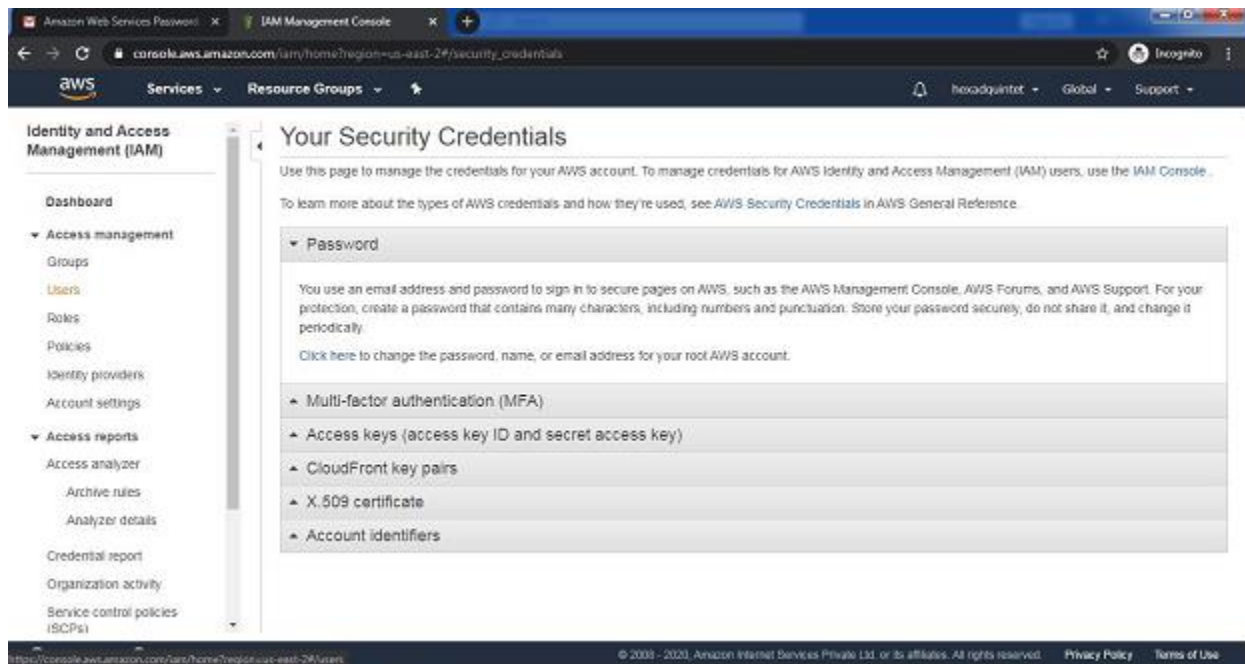 Amazon Web Services Password
IAM Management Console
console.aws.amazon.com/iam/home?region=us-east-2#/security_credentials
Incognito
aws
Services
Resource Groups
hexadquintet
Global
Support
Identity and Access
Management (IAM)
Dashboard
Access management
Groups
Users
Roles
Policies
Identity providers
Account settings
Access reports
Access analyzer
Archive rules
Analyzer details
Credential report
Organization activity
Service control policies
(SCPs)
Your Security Credentials
Use this page to manage the credentials for your AWS account. To manage credentials for AWS Identity and Access Management (IAM) users, use the IAM Console .
To learn more about the types of AWS credentials and how they're used, see AWS Security Credentials in AWS General Reference.
Password
You use an email address and password to sign in to secure pages on AWS, such as the AWS Management Console, AWS Forums, and AWS Support. For your
protection, create a password that contains many characters, including numbers and punctuation. Store your password securely, do not share it, and change it
periodically.
Click here to change the password, name, or email address for your root AWS account.
Multi-factor authentication (MFA)
Access keys (access key ID and secret access key)
CloudFront key pairs
X.509 certificate
Account identifiers
https://console.aws.amazon.com/iam/home?region=us-east-2#/users
© 2008 - 2020, Amazon Internet Services Private Ltd. or its affiliates. All rights reserved.
Privacy Policy
Terms of Use